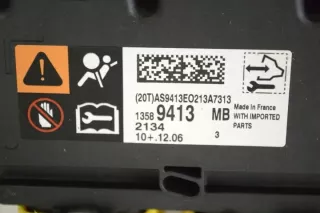 (20T)AS9413EO213A7313
1358 9413 MB
2134
10+.12.06 3
Made in France
WITH IMPORTED
PARTS